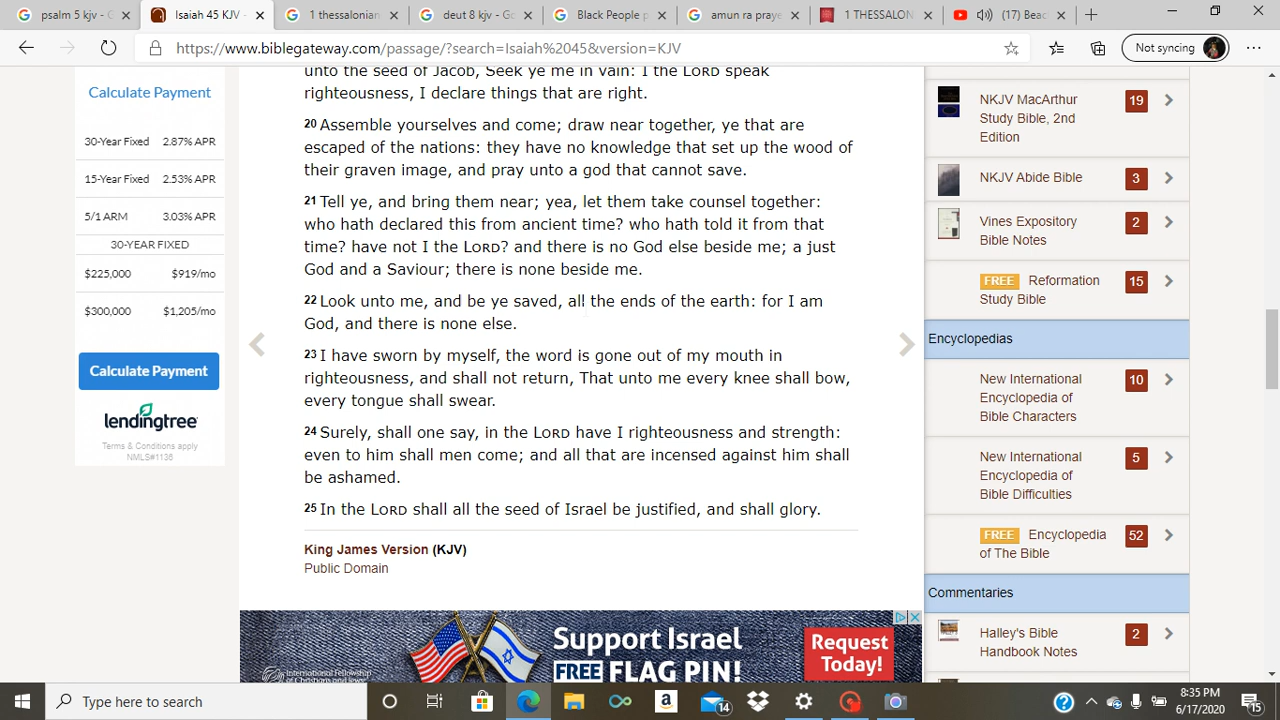 psalm 5 kjv - G
Isaiah 45 KJV -
1 thessalonian
deut 8 kjv - Go
Black People p
amun ra praye
1 THESSALON
(17) Beac
https://www.biblegateway.com/passage/?search=Isaiah%2045&version=KJV
Not syncing
Calculate Payment
30-Year Fixed 2.87% APR
15-Year Fixed 2.53% APR
5/1 ARM 3.03% APR
30-YEAR FIXED
$225,000 $919/mo
$300,000 $1,205/mo
Calculate Payment
lendingtree
Terms & Conditions apply
NMLS#1136
unto the seed of Jacob, Seek ye me in vain: I the LORD speak
righteousness, I declare things that are right.
20 Assemble yourselves and come; draw near together, ye that are
escaped of the nations: they have no knowledge that set up the wood of
their graven image, and pray unto a god that cannot save.
21 Tell ye, and bring them near; yea, let them take counsel together:
who hath declared this from ancient time? who hath told it from that
time? have not I the LORD? and there is no God else beside me; a just
God and a Saviour; there is none beside me.
22 Look unto me, and be ye saved, all the ends of the earth: for I am
God, and there is none else.
23 I have sworn by myself, the word is gone out of my mouth in
righteousness, and shall not return, That unto me every knee shall bow,
every tongue shall swear.
24 Surely, shall one say, in the LORD have I righteousness and strength:
even to him shall men come; and all that are incensed against him shall
be ashamed.
25 In the LORD shall all the seed of Israel be justified, and shall glory.
King James Version (KJV)
Public Domain
Support Israel
FREE FLAG PIN!
Request
Today!
International Fellowship
of Christians and Jews
NKJV MacArthur
Study Bible, 2nd
Edition
19
NKJV Abide Bible
3
Vines Expository
Bible Notes
2
FREE Reformation
Study Bible
15
Encyclopedias
New International
Encyclopedia of
Bible Characters
10
New International
Encyclopedia of
Bible Difficulties
5
FREE Encyclopedia
of The Bible
52
Commentaries
Halley's Bible
Handbook Notes
2
Type here to search
14
8:35 PM
6/17/2020
15